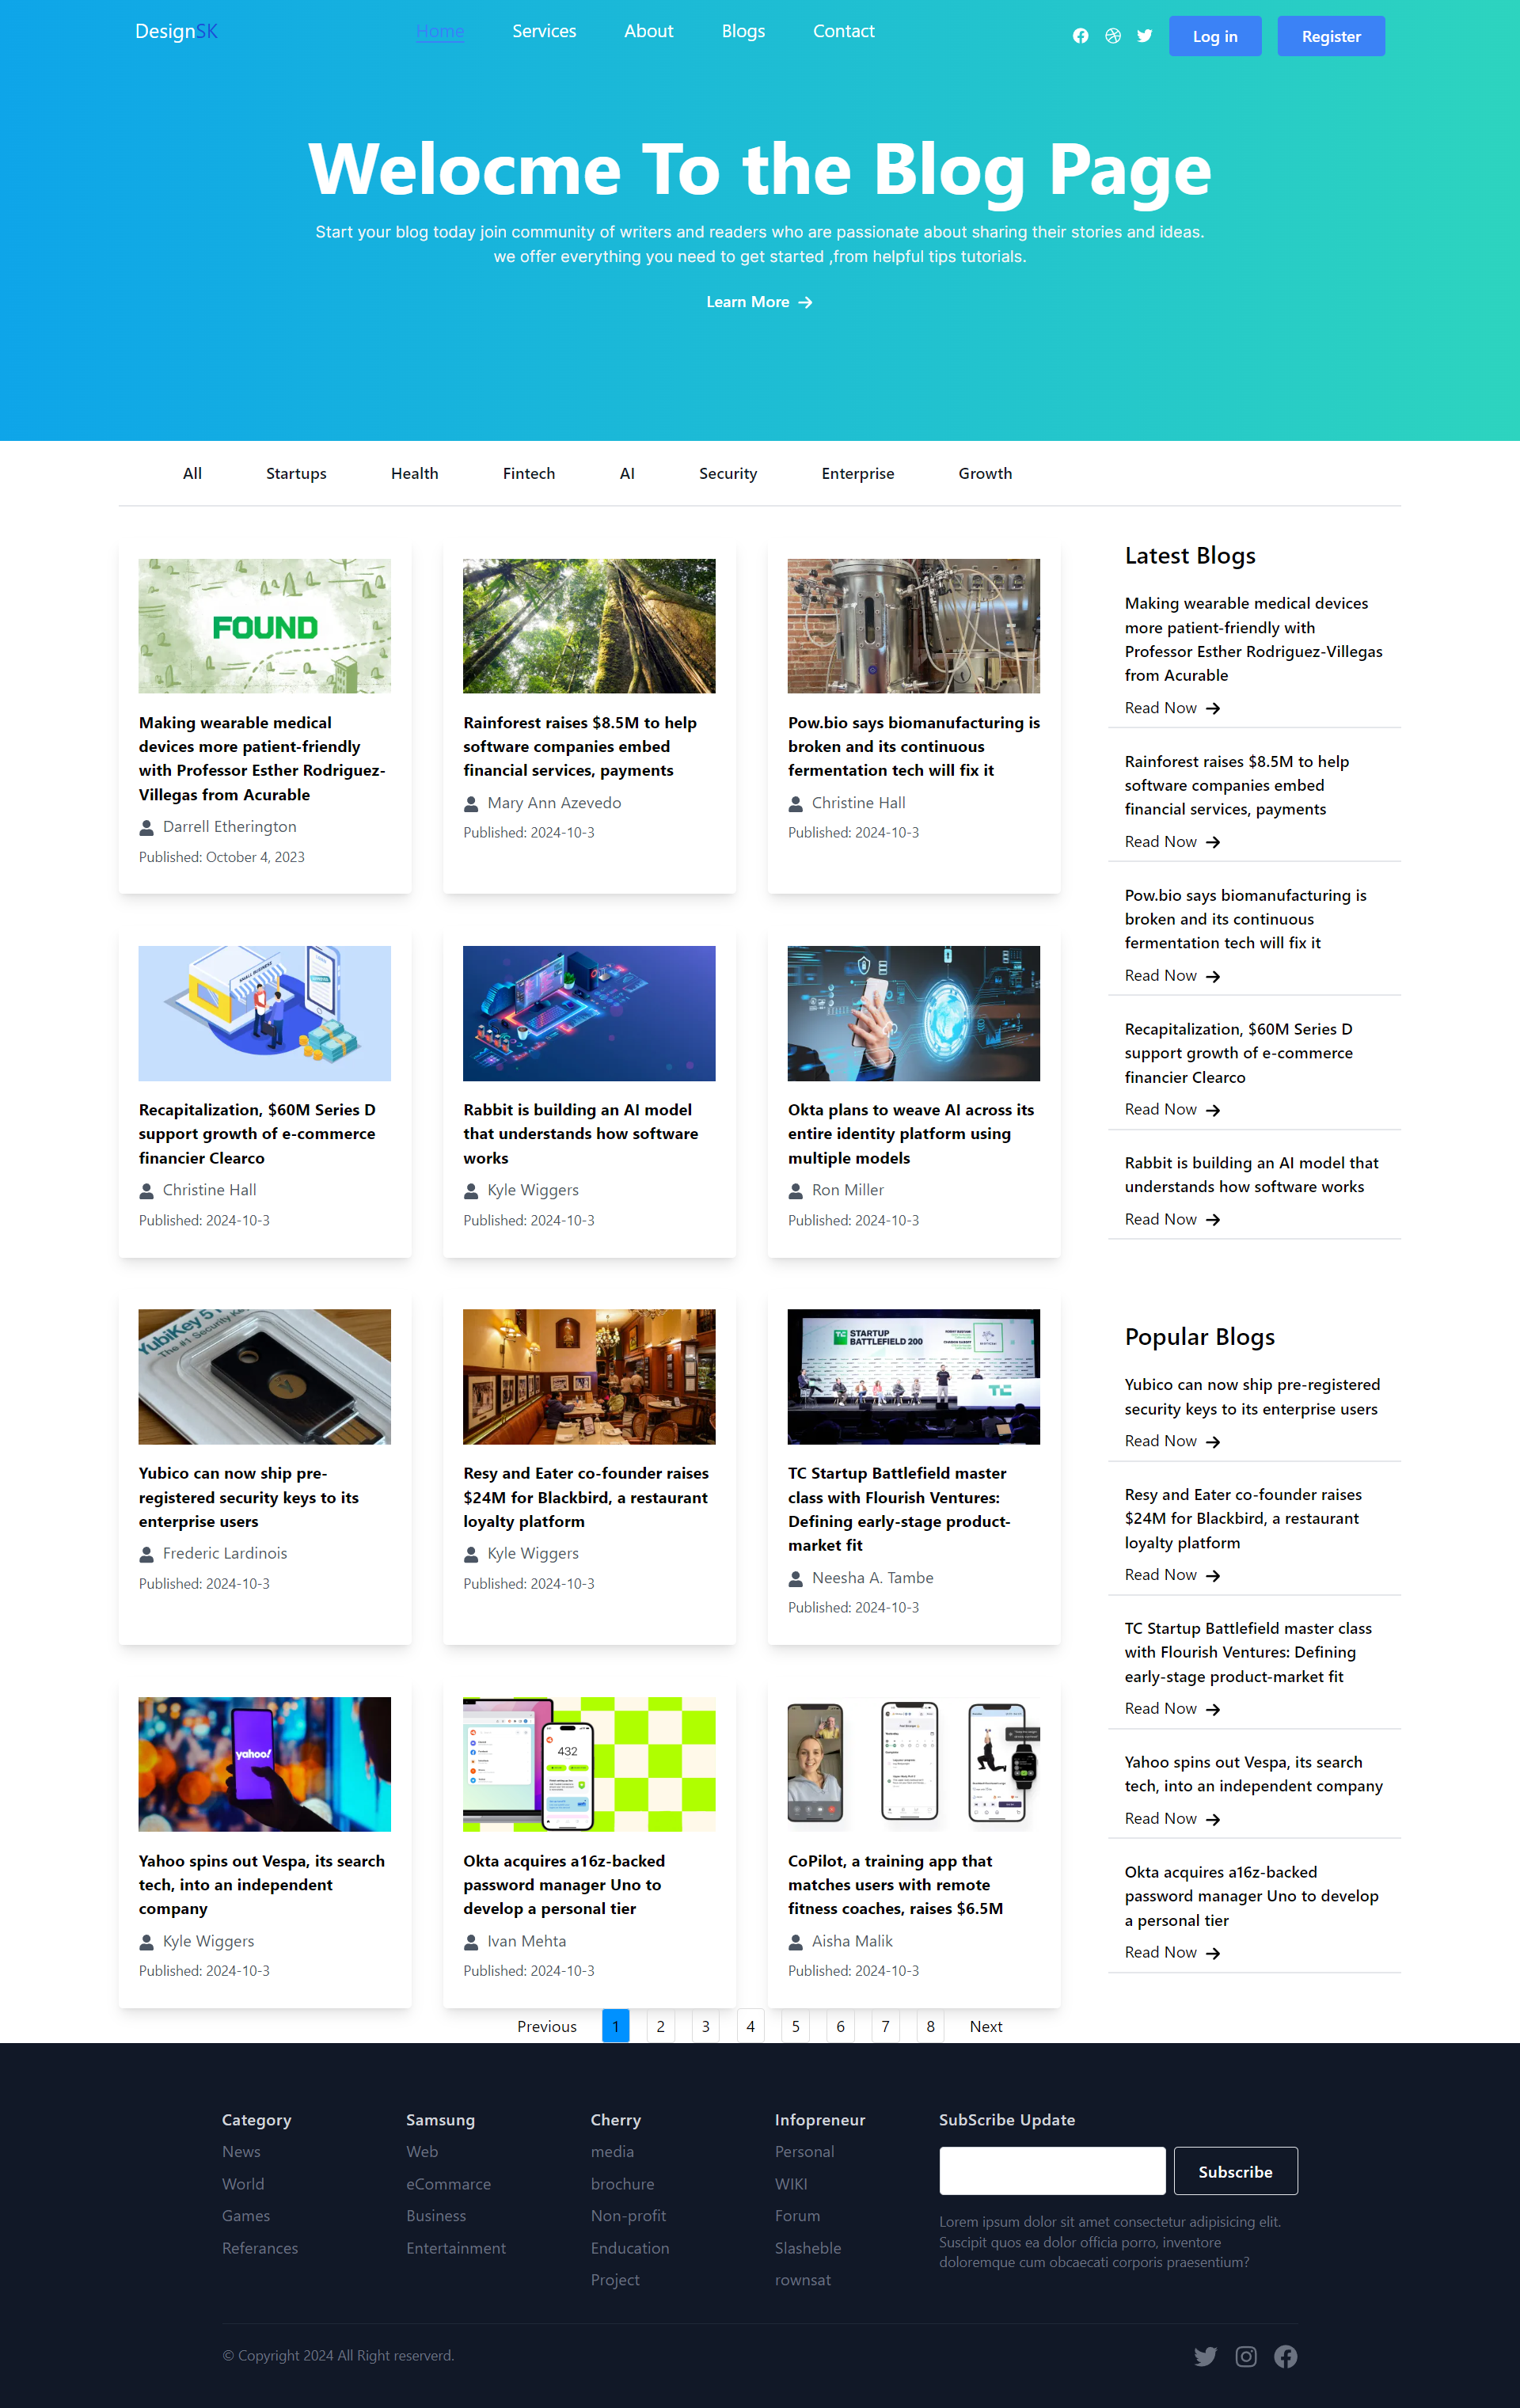 DesignSK
Home
Services
About
Blogs
Contact
Log in
Register
Welocme To the Blog Page
Start your blog today join community of writers and readers who are passionate about sharing their stories and ideas.
we offer everything you need to get started ,from helpful tips tutorials.
Learn More
All
Startups
Health
Fintech
AI
Security
Enterprise
Growth
FOUND
Making wearable medical
devices more patient-friendly
with Professor Esther Rodriguez-
Villegas from Acurable
Darrell Etherington
Published: October 4, 2023
Rainforest raises $8.5M to help
software companies embed
financial services, payments
Mary Ann Azevedo
Published: 2024-10-3
Pow.bio says biomanufacturing is
broken and its continuous
fermentation tech will fix it
Christine Hall
Published: 2024-10-3
SMALL BUSINESS
Recapitalization, $60M Series D
support growth of e-commerce
financier Clearco
Christine Hall
Published: 2024-10-3
Rabbit is building an AI model
that understands how software
works
Kyle Wiggers
Published: 2024-10-3
Okta plans to weave AI across its
entire identity platform using
multiple models
Ron Miller
Published: 2024-10-3
YubiKey 5
The #1 Security
Yubico can now ship pre-
registered security keys to its
enterprise users
Frederic Lardinois
Published: 2024-10-3
Resy and Eater co-founder raises
$24M for Blackbird, a restaurant
loyalty platform
Kyle Wiggers
Published: 2024-10-3
TC
STARTUP
BATTLEFIELD 200
TC
TC Startup Battlefield master
class with Flourish Ventures:
Defining early-stage product-
market fit
Neesha A. Tambe
Published: 2024-10-3
yahoo!
Yahoo spins out Vespa, its search
tech, into an independent
company
Kyle Wiggers
Published: 2024-10-3
432
Okta acquires a16z-backed
password manager Uno to
develop a personal tier
Ivan Mehta
Published: 2024-10-3
CoPilot, a training app that
matches users with remote
fitness coaches, raises $6.5M
Aisha Malik
Published: 2024-10-3
Latest Blogs
Making wearable medical devices
more patient-friendly with
Professor Esther Rodriguez-Villegas
from Acurable
Read Now
Rainforest raises $8.5M to help
software companies embed
financial services, payments
Read Now
Pow.bio says biomanufacturing is
broken and its continuous
fermentation tech will fix it
Read Now
Recapitalization, $60M Series D
support growth of e-commerce
financier Clearco
Read Now
Rabbit is building an AI model that
understands how software works
Read Now
Popular Blogs
Yubico can now ship pre-registered
security keys to its enterprise users
Read Now
Resy and Eater co-founder raises
$24M for Blackbird, a restaurant
loyalty platform
Read Now
TC Startup Battlefield master class
with Flourish Ventures: Defining
early-stage product-market fit
Read Now
Yahoo spins out Vespa, its search
tech, into an independent company
Read Now
Okta acquires a16z-backed
password manager Uno to develop
a personal tier
Read Now
Previous
1
2
3
4
5
6
7
8
Next
Category
News
World
Games
Referances
Samsung
Web
eCommarce
Business
Entertainment
Cherry
media
brochure
Non-profit
Enducation
Project
Infopreneur
Personal
WIKI
Forum
Slasheble
rownsat
SubScribe Update
Subscribe
Lorem ipsum dolor sit amet consectetur adipisicing elit.
Suscipit quos ea dolor officia porro, inventore
doloremque cum obcaecati corporis praesentium?
© Copyright 2024 All Right reserverd.